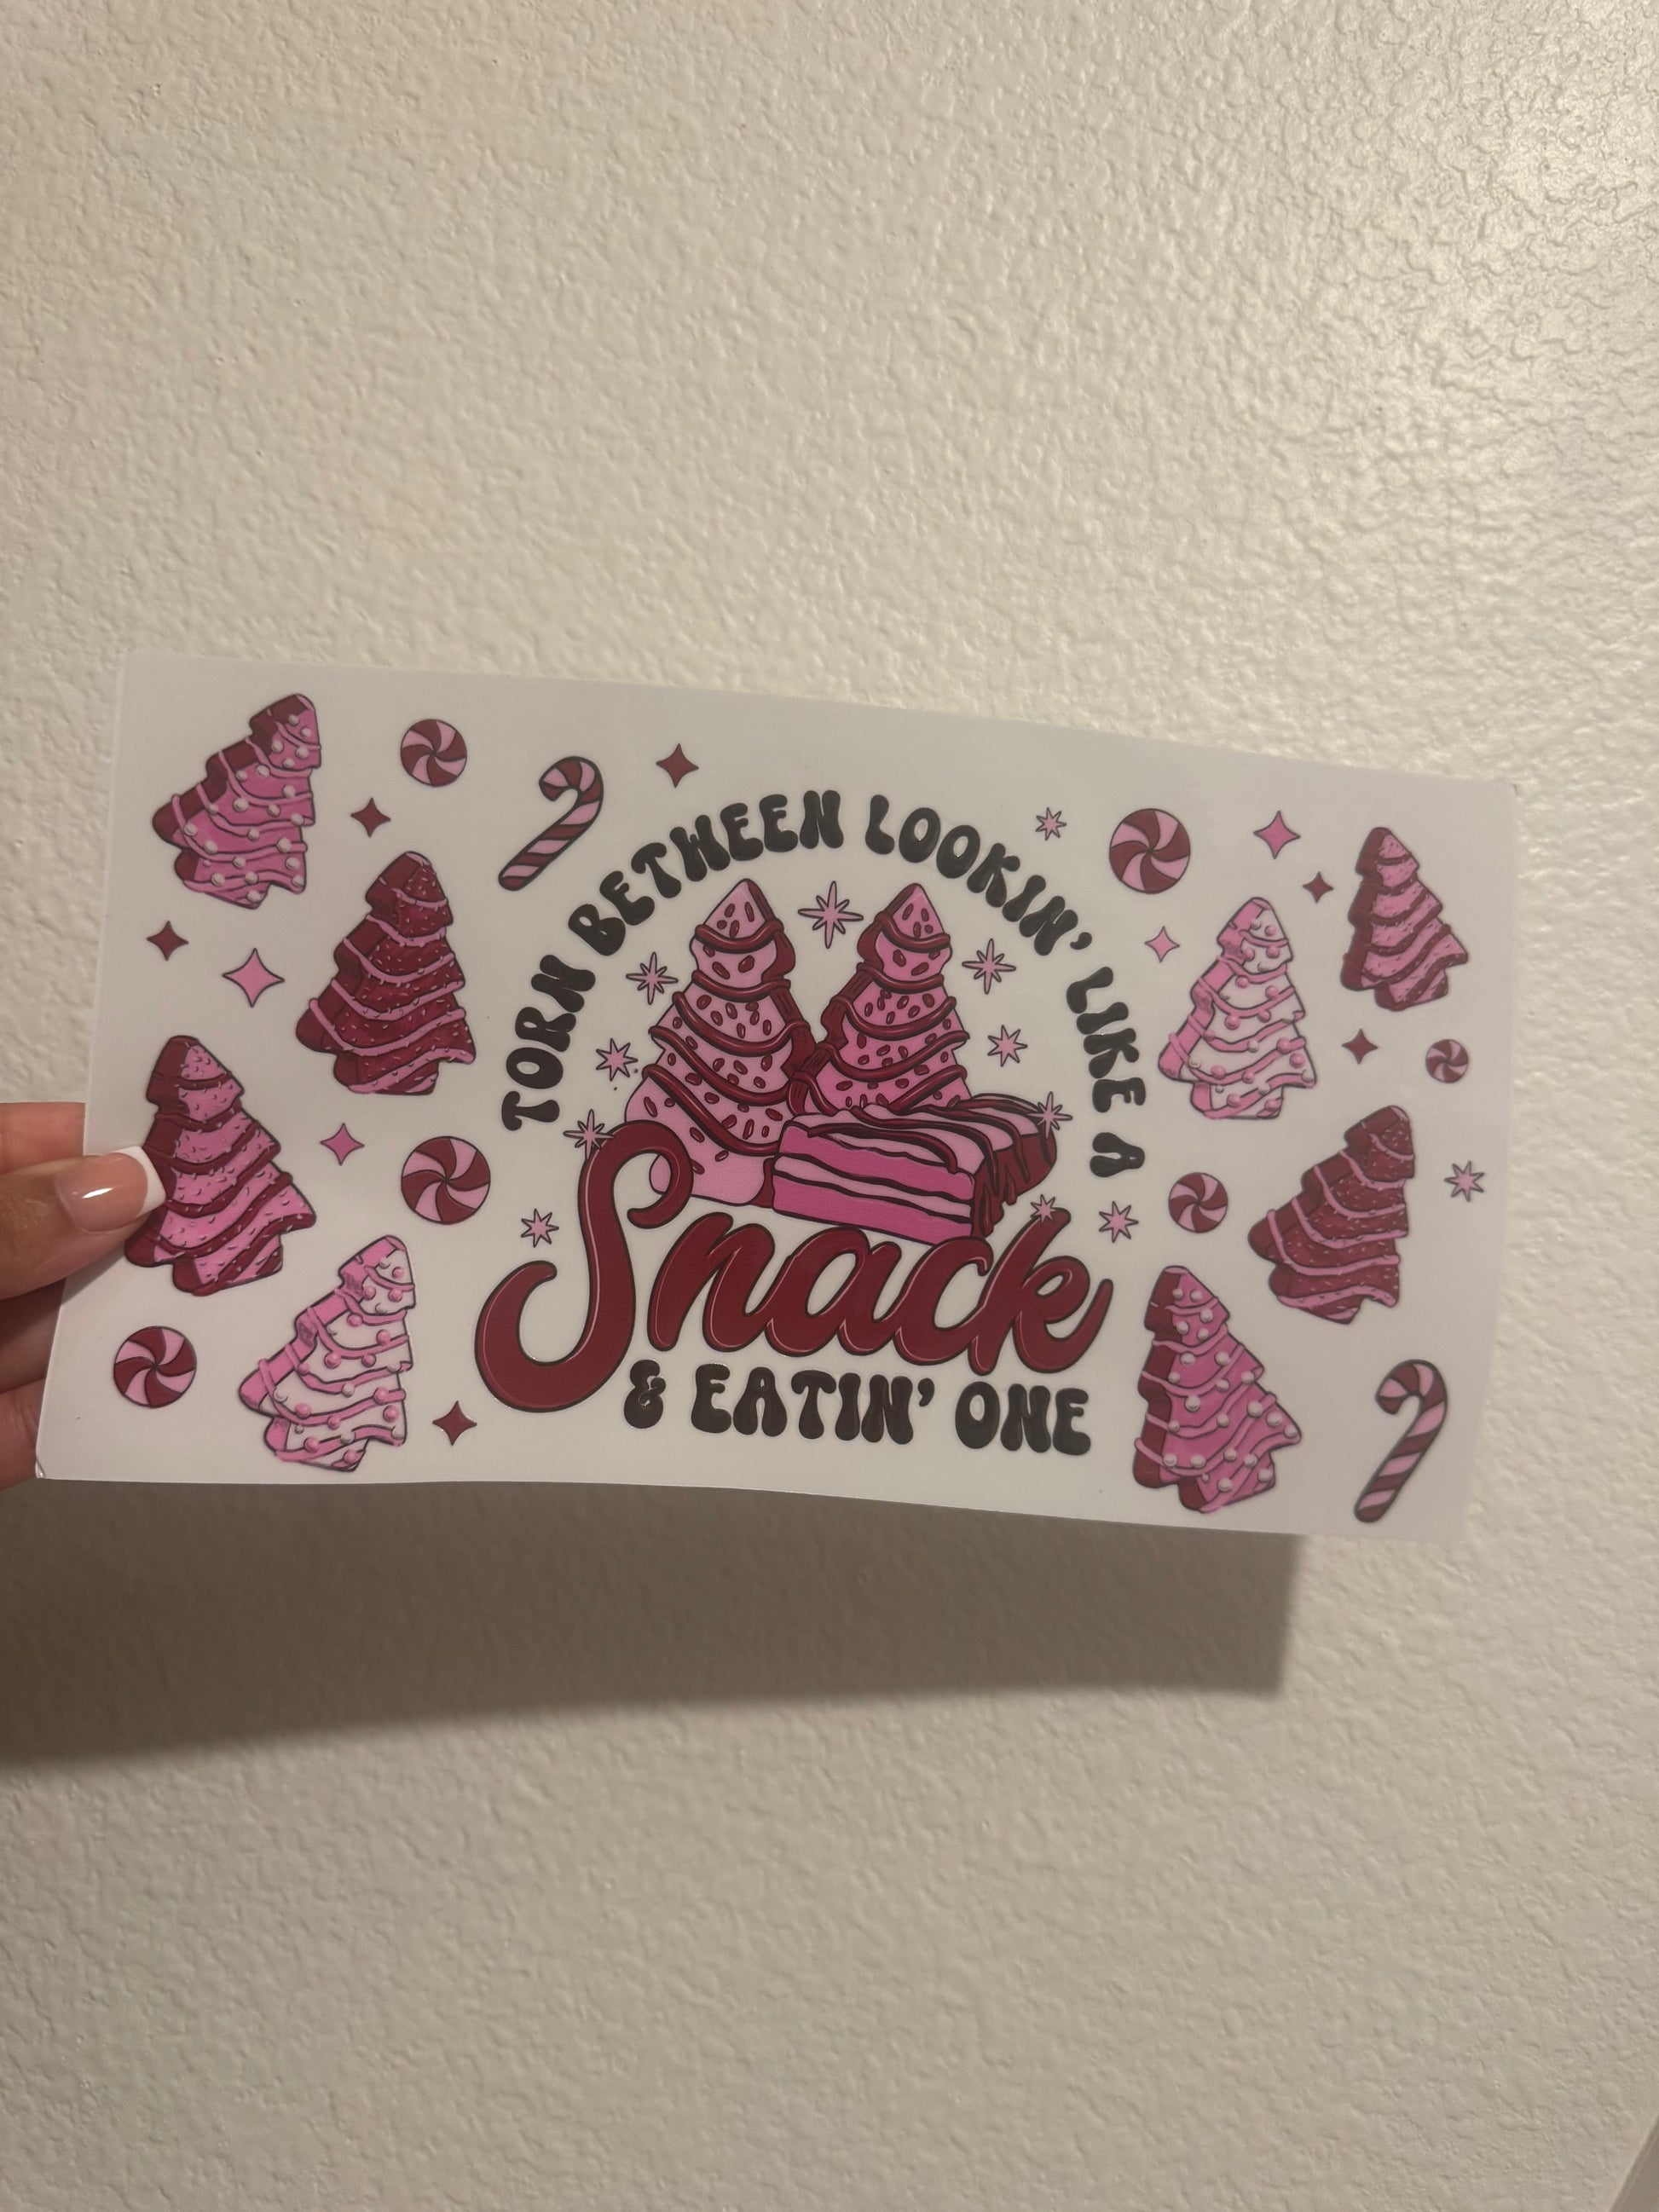 TORN BETWEEN LOOKIN' LIKE A
Snack
& EATIN' ONE